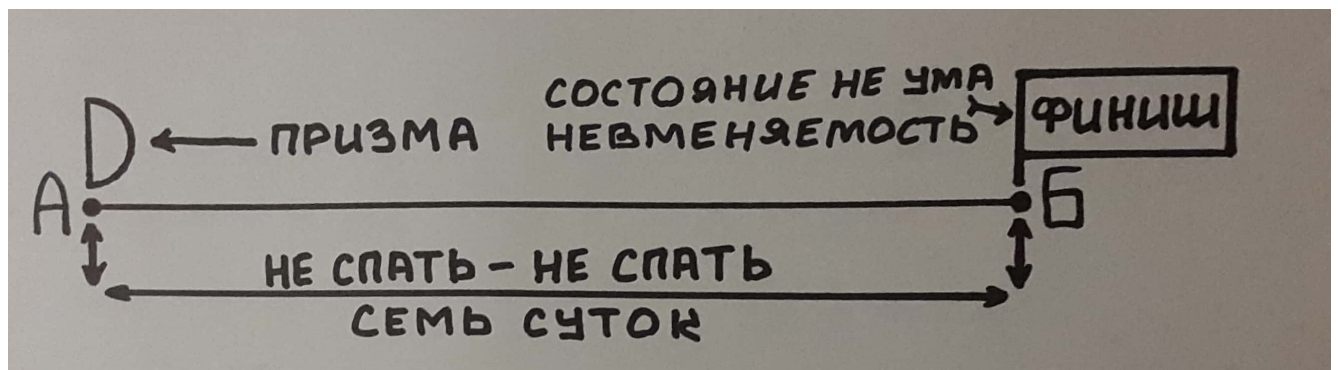 СОСТОЯНИЕ НЕ УМА
НЕВМЕНЯЕМОСТЬ
ФИНИШ
ПРИЗМА
А
Б
НЕ СПАТЬ - НЕ СПАТЬ
СЕМЬ СУТОК